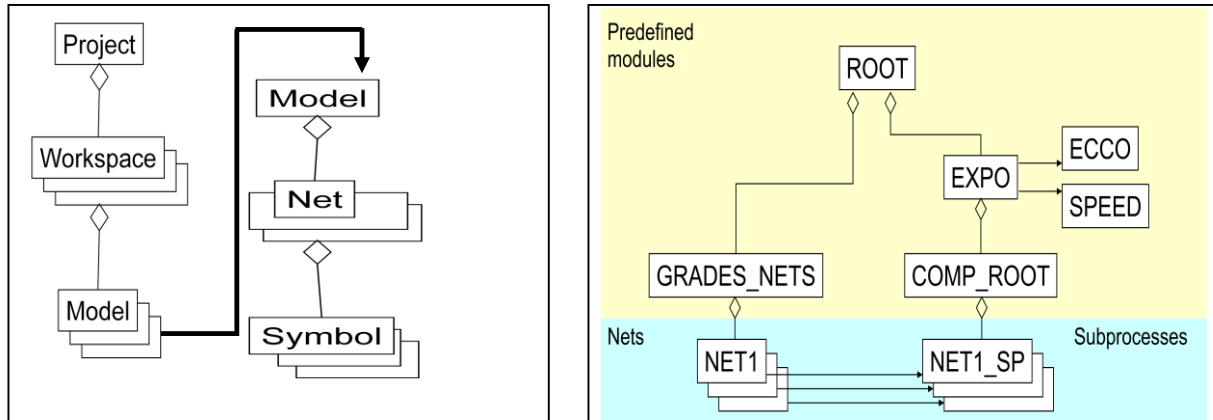 Project
Model
Workspace
Net
Model
Symbol
Predefined
modules
ROOT
ECCO
EXPO
SPEED
GRADES_NETS
COMP_ROOT
Nets
Subprocesses
NET1
NET1_SP